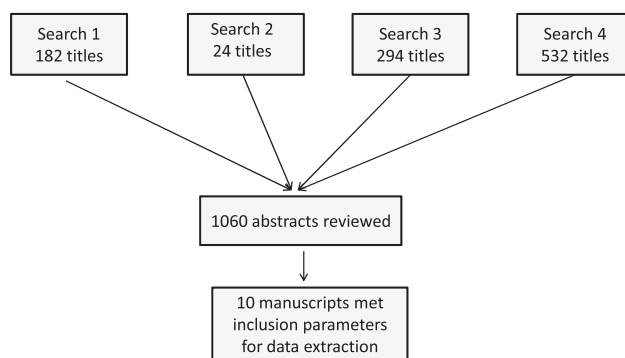 Search 1
182 titles
Search 2
24 titles
Search 3
294 titles
Search 4
532 titles
1060 abstracts reviewed
10 manuscripts met
inclusion parameters
for data extraction